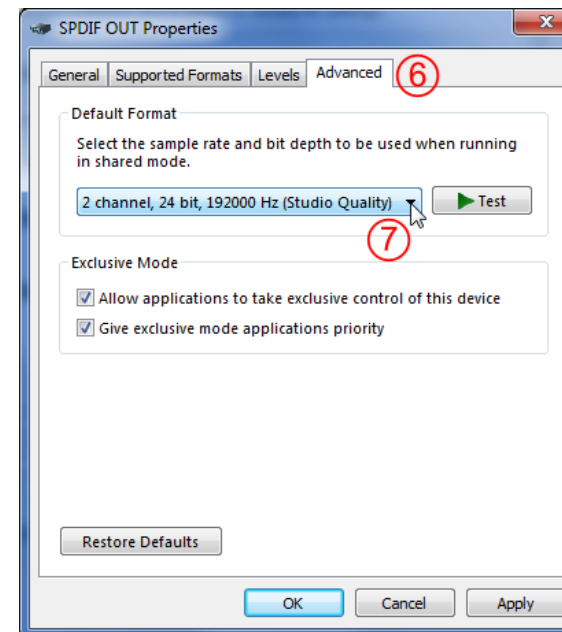 SPDIF OUT Properties
x
General Supported Formats Levels Advanced ⑥
Default Format
Select the sample rate and bit depth to be used when running
in shared mode.
2 channel, 24 bit, 192000 Hz (Studio Quality) Test
⑦
Exclusive Mode
Allow applications to take exclusive control of this device
Give exclusive mode applications priority
Restore Defaults
OK Cancel Apply